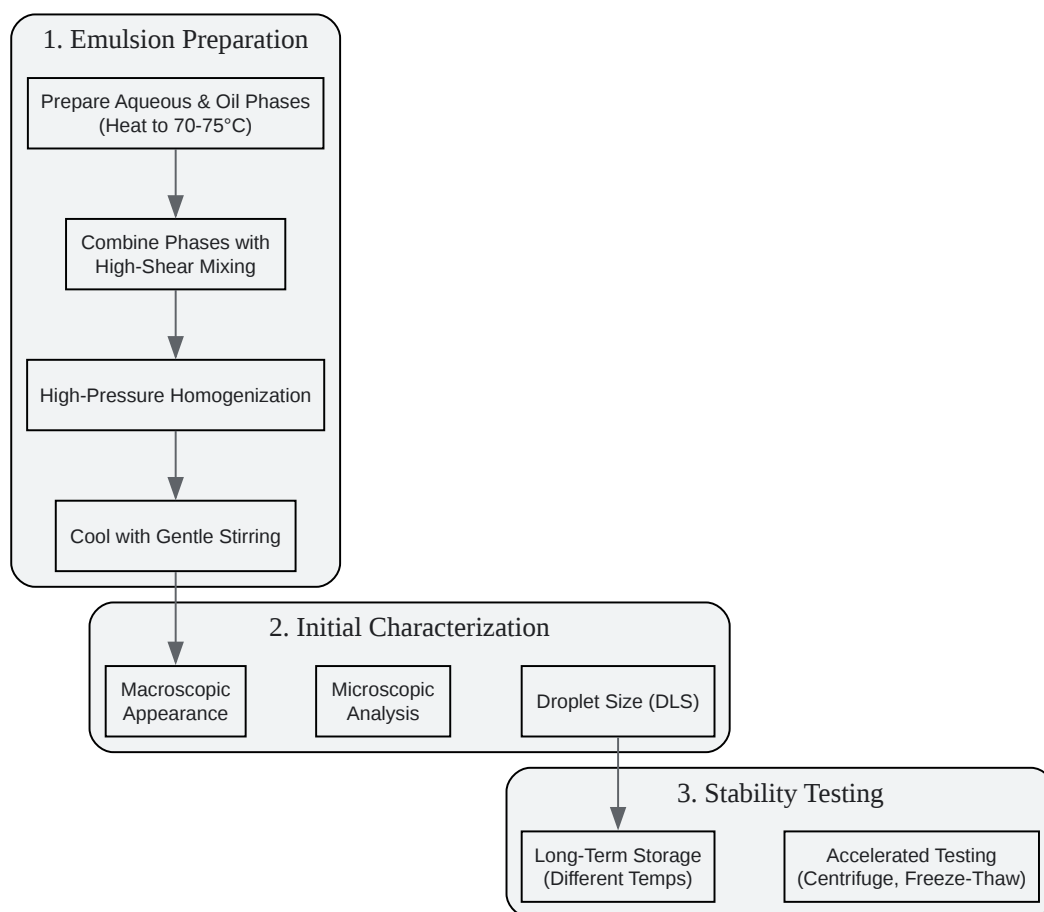 1. Emulsion Preparation
Prepare Aqueous & Oil Phases
(Heat to 70-75°C)
Combine Phases with
High-Shear Mixing
High-Pressure Homogenization
Cool with Gentle Stirring
2. Initial Characterization
Macroscopic
Appearance
Microscopic
Analysis
Droplet Size (DLS)
3. Stability Testing
Long-Term Storage
(Different Temps)
Accelerated Testing
(Centrifuge, Freeze-Thaw)